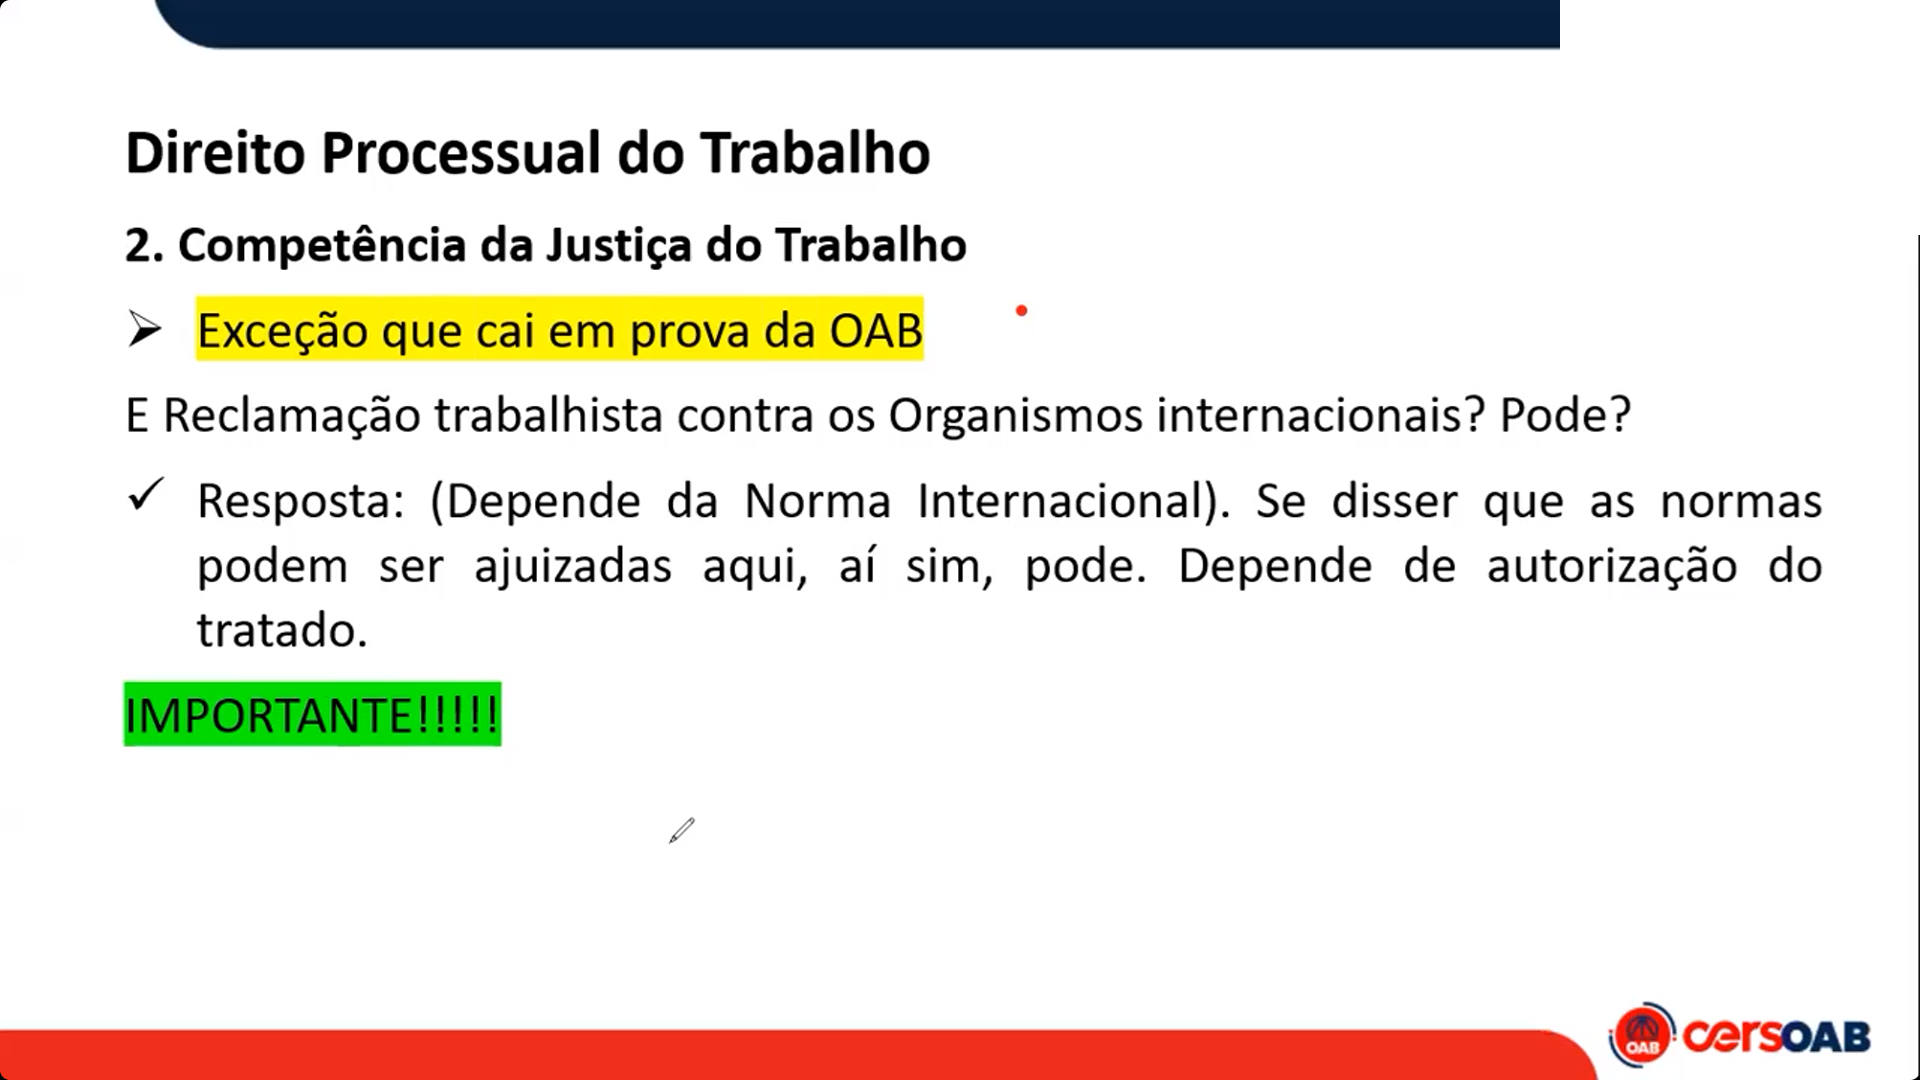 Direito Processual do Trabalho
2. Competência da Justiça do Trabalho
➢ Exceção que cai em prova da OAB
E Reclamação trabalhista contra os Organismos internacionais? Pode?
✓ Resposta: (Depende da Norma Internacional). Se disser que as normas
podem ser ajuizadas aqui, aí sim, pode. Depende de autorização do
tratado.
IMPORTANTE!!!!!
OAB cersOAB